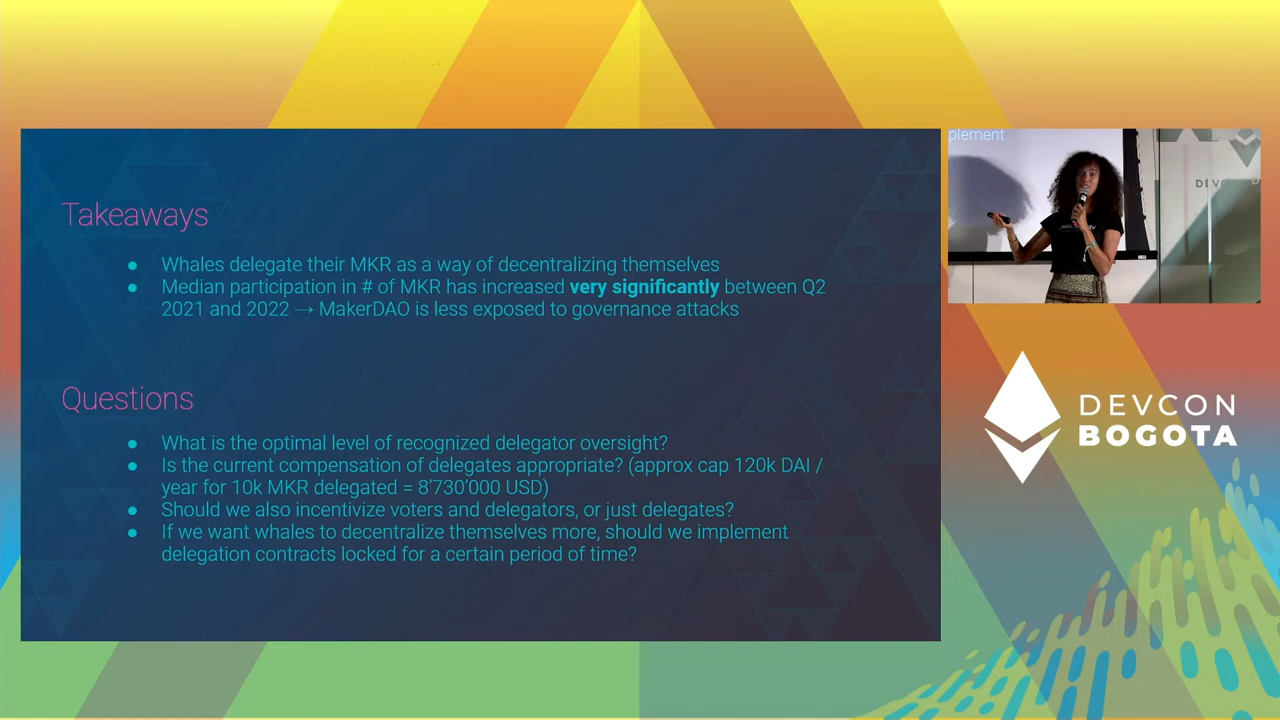 Takeaways
● Whales delegate their MKR as a way of decentralizing themselves
● Median participation in # of MKR has increased very significantly between Q2
2021 and 2022 → MakerDAO is less exposed to governance attacks
Questions
● What is the optimal level of recognized delegator oversight?
● Is the current compensation of delegates appropriate? (approx cap 120k DAI /
year for 10k MKR delegated = 8’730’000 USD)
● Should we also incentivize voters and delegators, or just delegates?
● If we want whales to decentralize themselves more, should we implement
delegation contracts locked for a certain period of time?
plement
DEVCON
BOGOTA